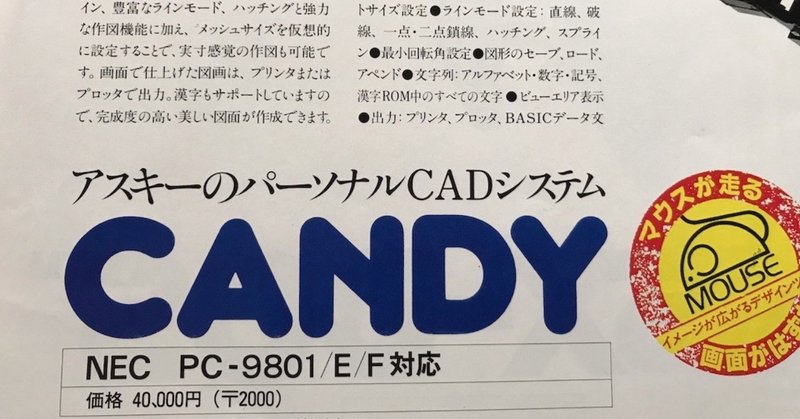 イン、豊富なラインモード、ハッチングと強力
な作図機能に加え、メッシュサイズを仮想的
に設定することで、実寸感覚の作図も可能で
す。画面で仕上げた図画は、プリンタまたは
プロッタで出力。漢字もサポートしていますの
で、完成度の高い美しい図面が作成できます。
トサイズ設定●ラインモード設定：直線、破
線、一点・二点鎖線、ハッチング、スプライ
ン●最小回転角設定●図形のセーブ、ロード、
アペンド●文字列：アルファベット・数字・記号、
漢字ROM中のすべての文字●ビューエリア表示
●出力：プリンタ、プロッタ、BASICデータ文
アスキーのパーソナルCADシステム
CANDY
NEC PC-9801/E/F対応
価格 40,000円（〒2000）
マウスが走る
MOUSE
イメージが広がるデザインツ
画面がはず